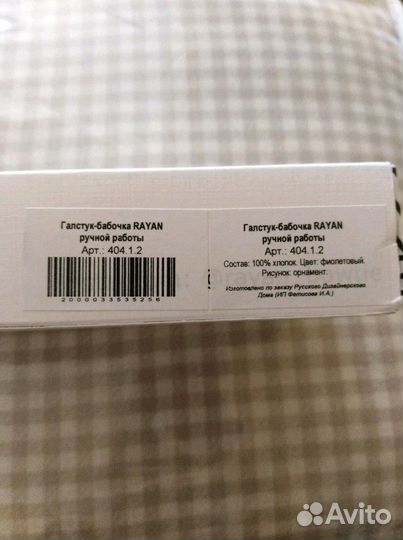 Галстук-бабочка RAYAN
ручной работы
Арт.: 404.1.2
2000033535256
Галстук-бабочка RAYAN
ручной работы
Арт.: 404.1.2
Состав: 100% хлопок. Цвет: фиолетовый.
Рисунок: орнамент.
Изготовлено по заказу Русского Дизайнерского
Дома (ИП Фетисова И.А.)
Avito